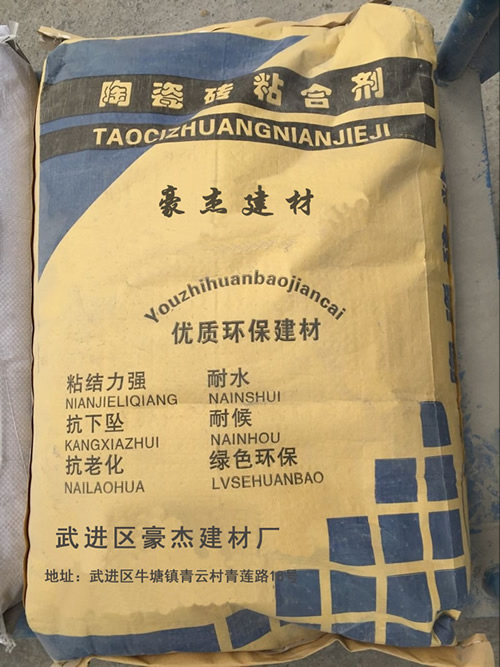 陶瓷砖粘合剂
TAOCIZHUANGNIANJIEJI
豪杰建材
Youzhihuanbaojiancai
优质环保建材
粘结力强 耐水
NIANJIELIQIANG NAINSHUI
抗下坠 耐候
KANGXIAZHUI NAINHOU
抗老化 绿色环保
NAILAOHUA LVSEHUANBAO
武进区豪杰建材厂
地址：武进区牛塘镇青云村青莲路